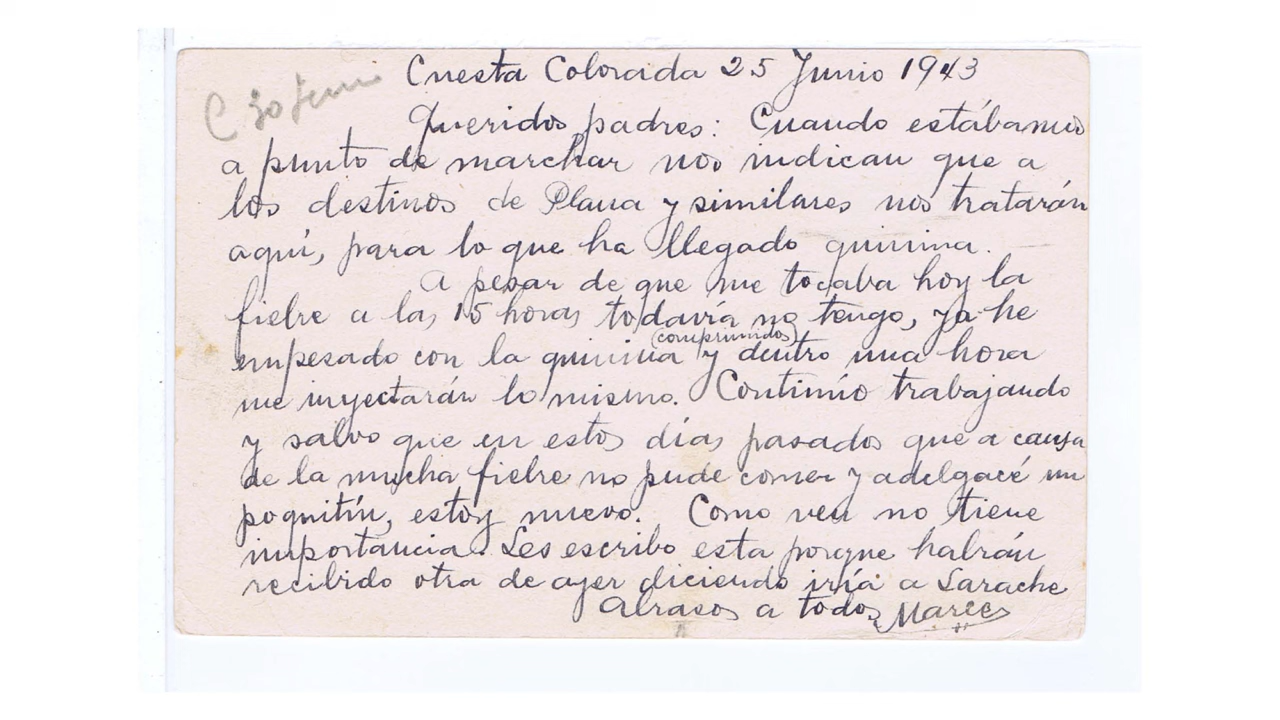 Cuesta Colorada 25 Junio 1943
C 30 Junio
Queridos padres: Cuando estábamos
a punto de marchar nos indican que a
los destinos de Plana y similares nos tratarán
aquí, para lo que ha llegado quinina.
A pesar de que me tocaba hoy la
fiebre a las 15 horas todavía no tengo, ya he
empesado con la quinina (comprimidos) y dentro una hora
me inyectarán lo mismo. Continúo trabajando
y salvo que en estos días pasados que a causa
de la mucha fiebre no pude comer y adelgacé un
poquitín, estoy nuevo. Como ven no tiene
importancia. Les escribo esta porque habrán
recibido otra de ayer diciendo iría a Larache
Abrasos a todos